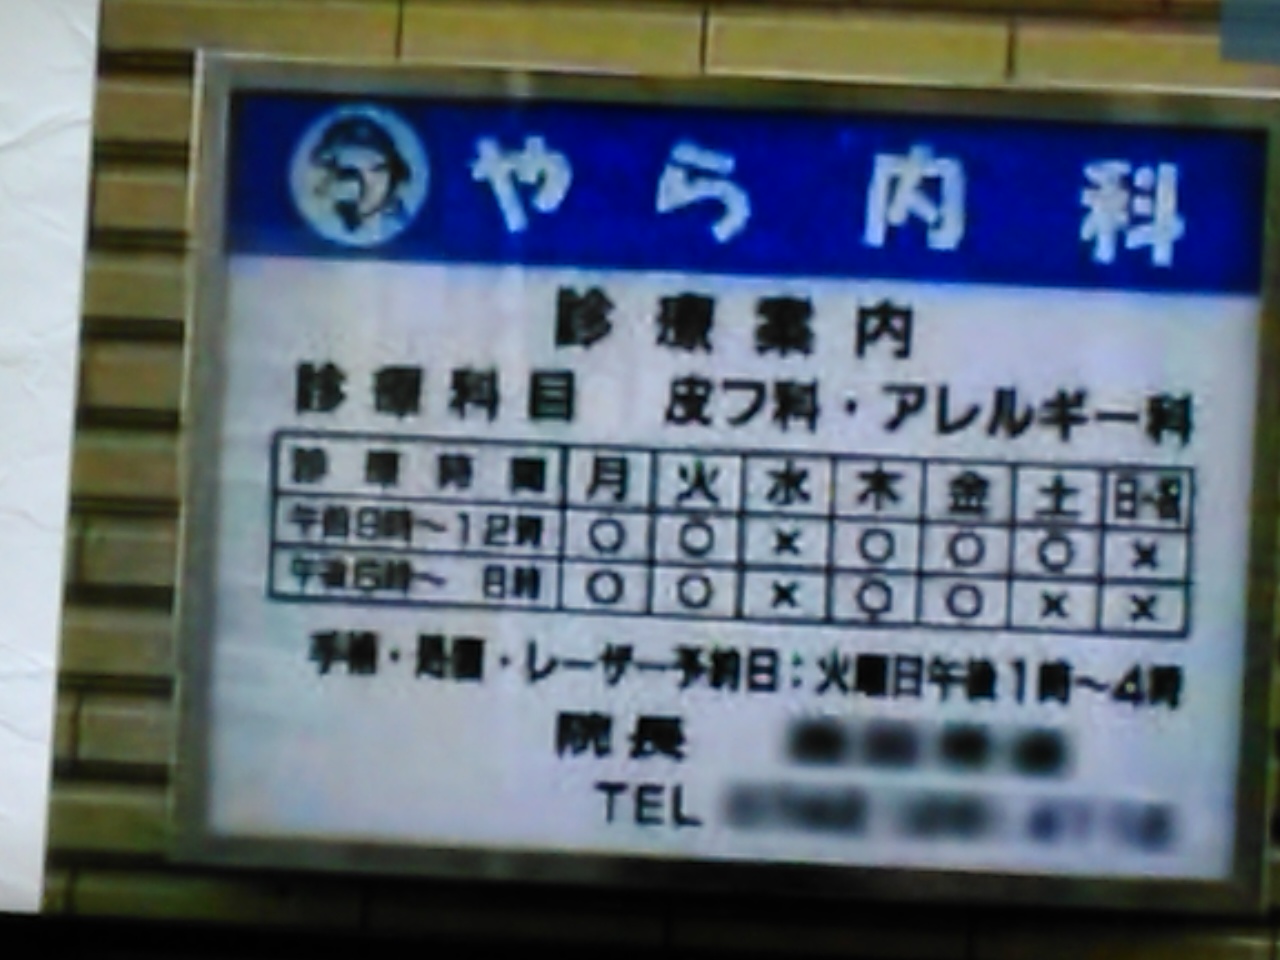 やら内科
診療案内
診療科目 皮フ科・アレルギー科
診療時間 月 火 水 木 金 土 日・祝
午前9時〜12時 ○ ○ × ○ ○ ○ ×
午後6時〜 8時 ○ ○ × ○ ○ × ×
手術・処置・レーザー予約日：火曜日午後1時〜4時
院長
TEL